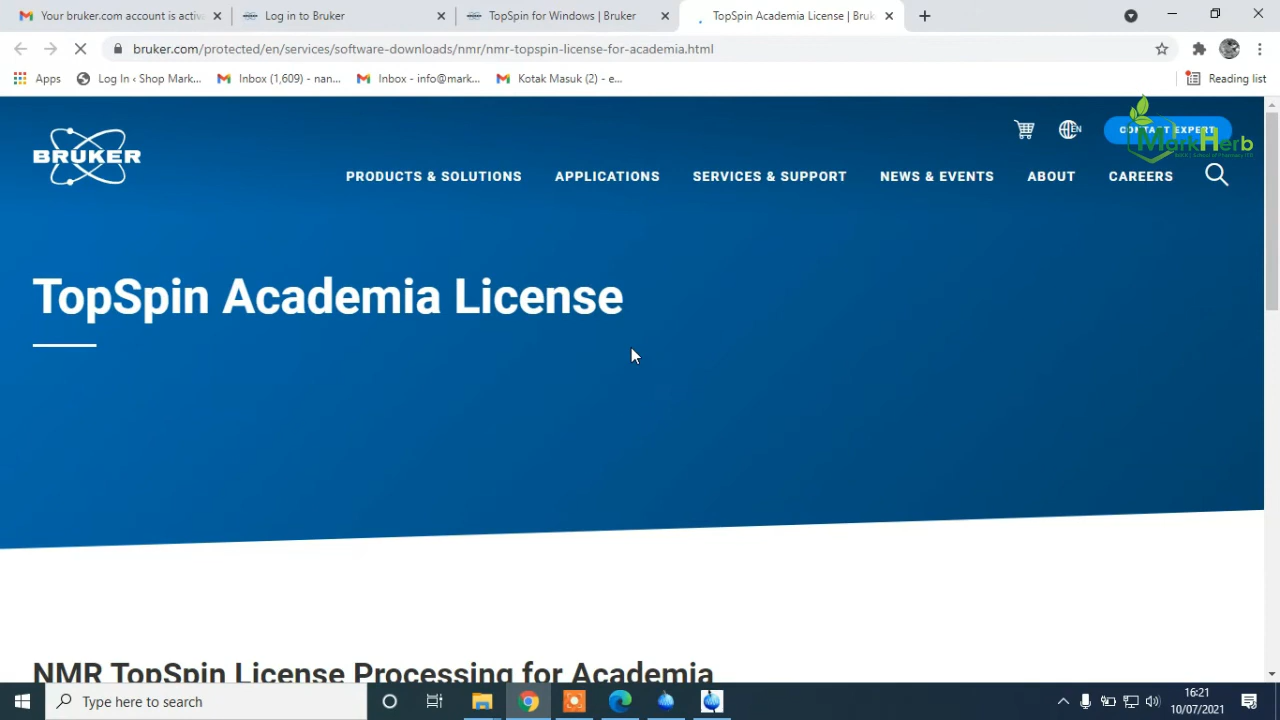 Your bruker.com account is activ
Log in to Bruker
TopSpin for Windows | Bruker
TopSpin Academia License | Bruk
bruker.com/protected/en/services/software-downloads/nmr/nmr-topspin-license-for-academia.html
Apps
Log In ‹ Shop Mark...
Inbox (1,609) - nan...
Inbox - info@mark...
Kotak Masuk (2) - e...
Reading list
BRUKER
EN
CONTACT EXPERT
MarkHerb
PRODUCTS & SOLUTIONS
APPLICATIONS
SERVICES & SUPPORT
NEWS & EVENTS
ABOUT
CAREERS
TopSpin Academia License
NMR TopSpin License Processing for Academia
Type here to search
16:21
10/07/2021